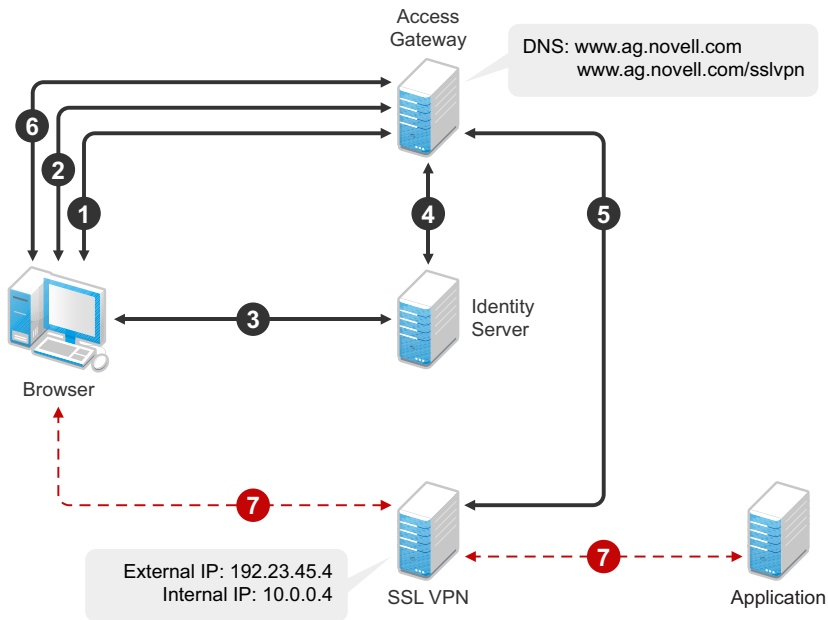 Access
Gateway
DNS: www.ag.novell.com
www.ag.novell.com/sslvpn
6
2
1
4
5
3
Identity
Server
Browser
7
7
External IP: 192.23.45.4
Internal IP: 10.0.0.4
SSL VPN
Application